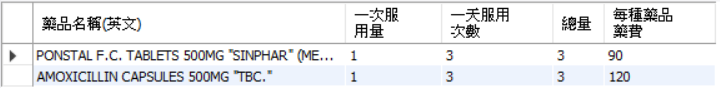 藥品名稱(英文) 一次服用量 一天服用次數 總量 每種藥品藥費
PONSTAL F.C. TABLETS 500MG "SINPHAR" (ME... 1 3 3 90
AMOXICILLIN CAPSULES 500MG "TBC." 1 3 3 120